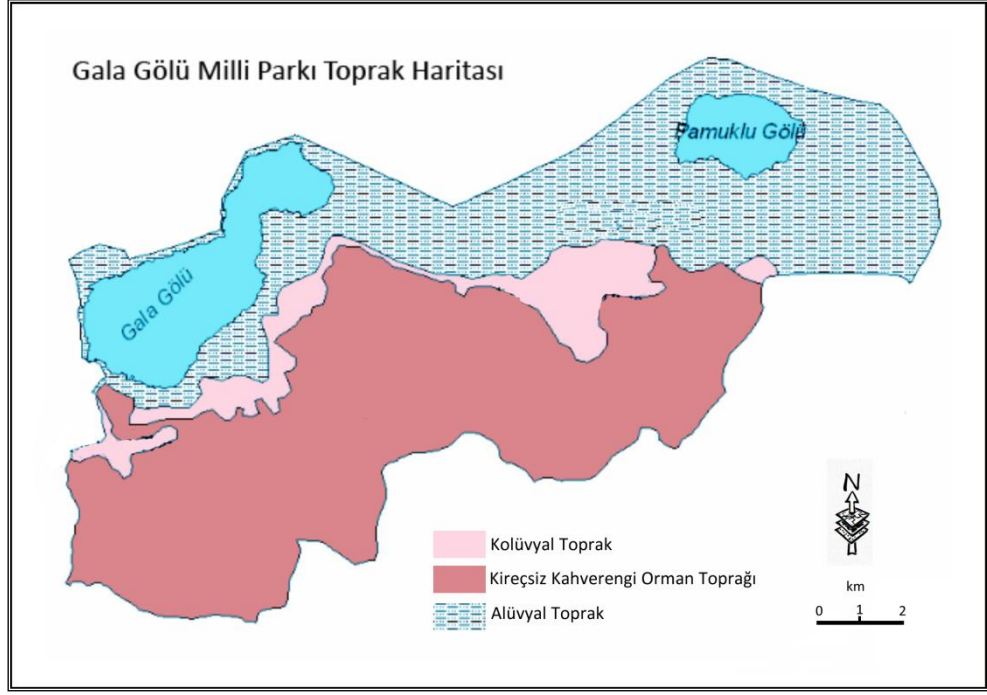 Gala Gölü Milli Parkı Toprak Haritası
Pamuklu Gölü
Gala Gölü
N
Kolüvyal Toprak
Kireçsiz Kahverengi Orman Toprağı
Alüvyal Toprak
km
0 1 2